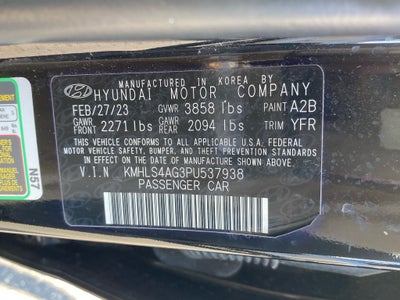 MANUFACTURED IN KOREA BY
HYUNDAI MOTOR COMPANY
FEB/27/23 GVWR 3858 lbs PAINT A2B
GAWR FRONT 2271 lbs GAWR REAR 2094 lbs TRIM YFR
THIS VEHICLE CONFORMS TO ALL APPLICABLE U.S.A. FEDERAL
MOTOR VEHICLE SAFETY, BUMPER, AND THEFT PREVENTION
STANDARDS IN EFFECT ON THE DATE OF MANUFACTURE
SHOWN ABOVE.
V.I.N KMHLS4AG3PU537938
PASSENGER CAR
N57